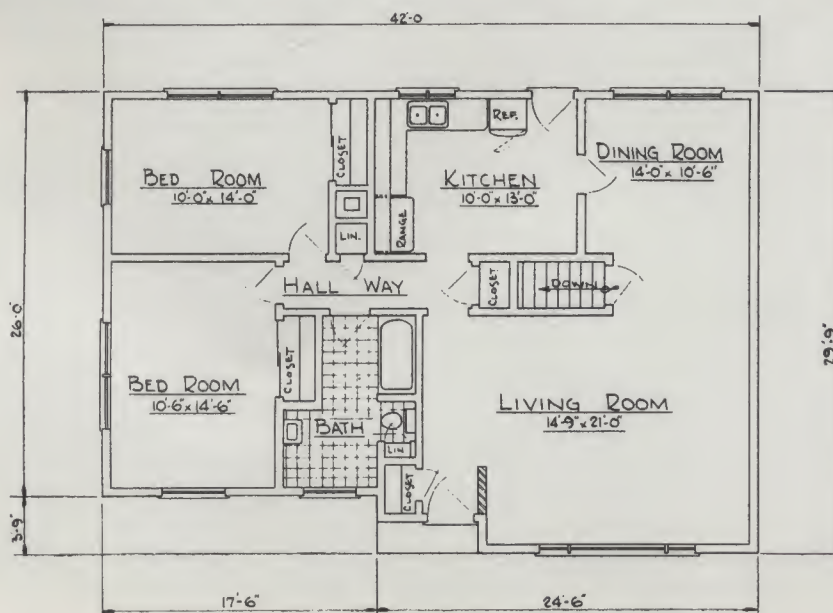 42'-0
BED ROOM
10'-0" x 14'-0"
CLOSET
LIN.
REF.
KITCHEN
10'-0" x 13'-0"
RANGE
DINING ROOM
14'-0" x 10'-6"
HALL WAY
CLOSET
DOWN
26'-0"
29'-9"
BED ROOM
10'-6" x 14'-6"
CLOSET
BATH
LIN
CLOSET
LIVING ROOM
14'-9" x 21'-0"
3'-9"
17'-6"
24'-6"